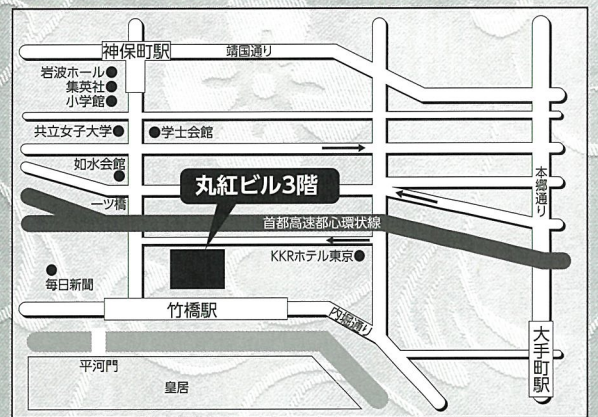 神保町駅
靖国通り
岩波ホール
集英社
小学館
共立女子大学
学士会館
如水会館
丸紅ビル3階
本郷通り
一ツ橋
首都高速都心環状線
KKRホテル東京
毎日新聞
竹橋駅
内堀通り
大手町駅
平河門
皇居